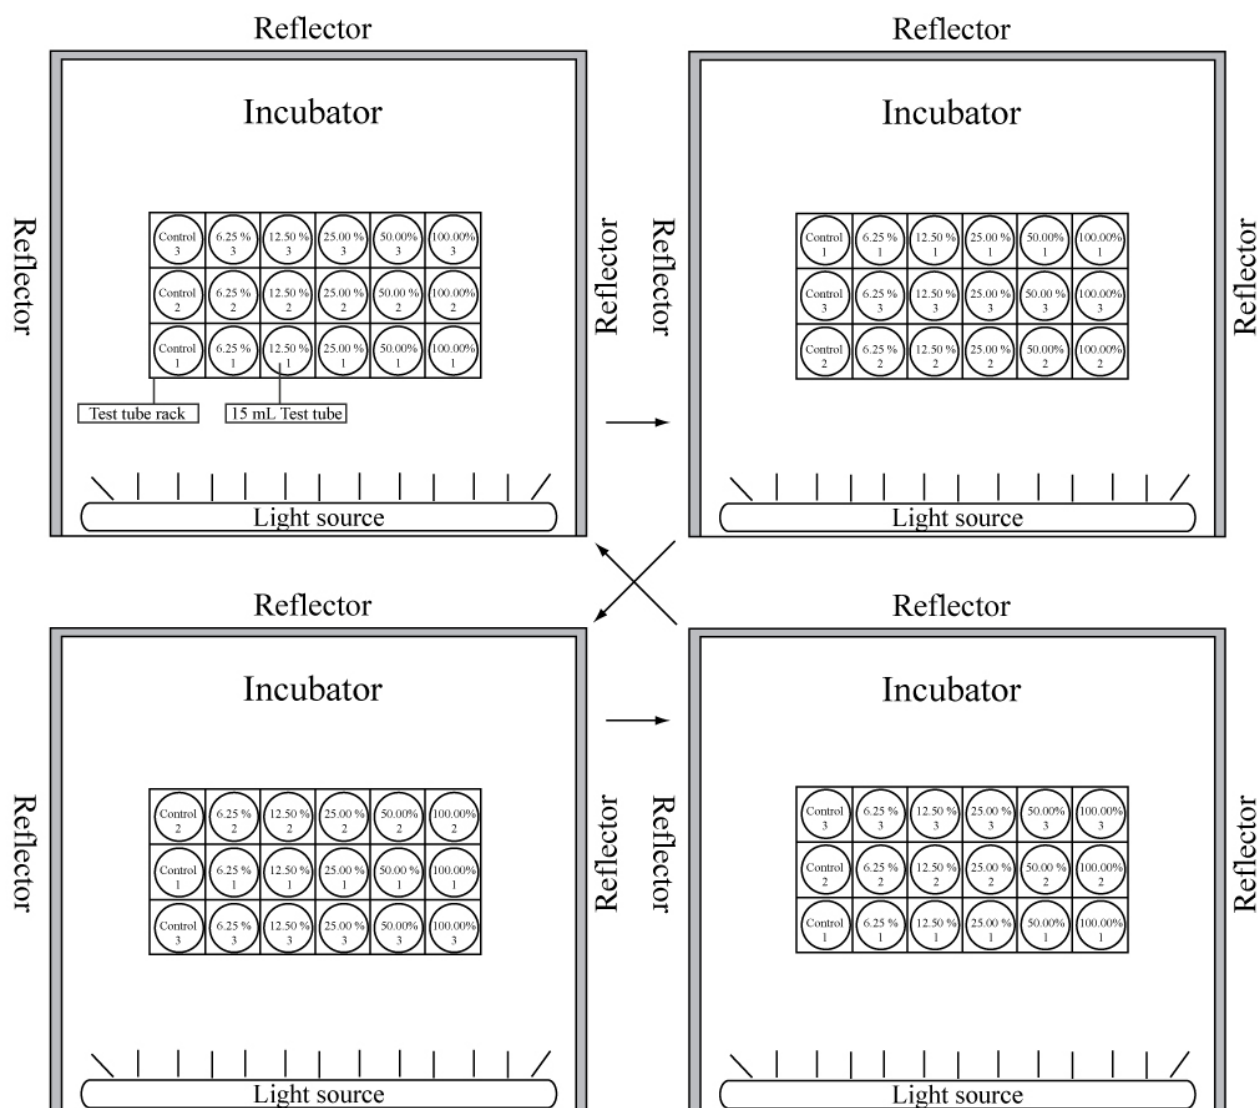 Reflector
Incubator
Reflector
Reflector
Control 6.25 % 12.50 % 25.00 % 50.00% 100.00%
3 3 3 3 3 3
Control 6.25 % 12.50 % 25.00 % 50.00 % 100.00%
2 2 2 2 2 2
Control 6.25 % 12.50 % 25.00 % 50.00% 100.00%
1 1 1 1 1 1
Test tube rack
15 mL Test tube
Light source
Reflector
Incubator
Reflector
Reflector
Control 6.25 % 12.50 % 25.00 % 50.00% 100.00%
1 1 1 1 1 1
Control 6.25 % 12.50 % 25.00 % 50.00 % 100.00%
3 3 3 3 3 3
Control 6.25 % 12.50 % 25.00 % 50.00% 100.00%
2 2 2 2 2 2
Light source
Reflector
Incubator
Reflector
Reflector
Control 6.25 % 12.50 % 25.00 % 50.00% 100.00%
2 2 2 2 2 2
Control 6.25 % 12.50 % 25.00 % 50.00 % 100.00%
1 1 1 1 1 1
Control 6.25 % 12.50 % 25.00 % 50.00% 100.00%
3 3 3 3 3 3
Light source
Reflector
Incubator
Reflector
Reflector
Control 6.25 % 12.50 % 25.00 % 50.00% 100.00%
3 3 3 3 3 3
Control 6.25 % 12.50 % 25.00 % 50.00 % 100.00%
2 2 2 2 2 2
Control 6.25 % 12.50 % 25.00 % 50.00% 100.00%
1 1 1 1 1 1
Light source